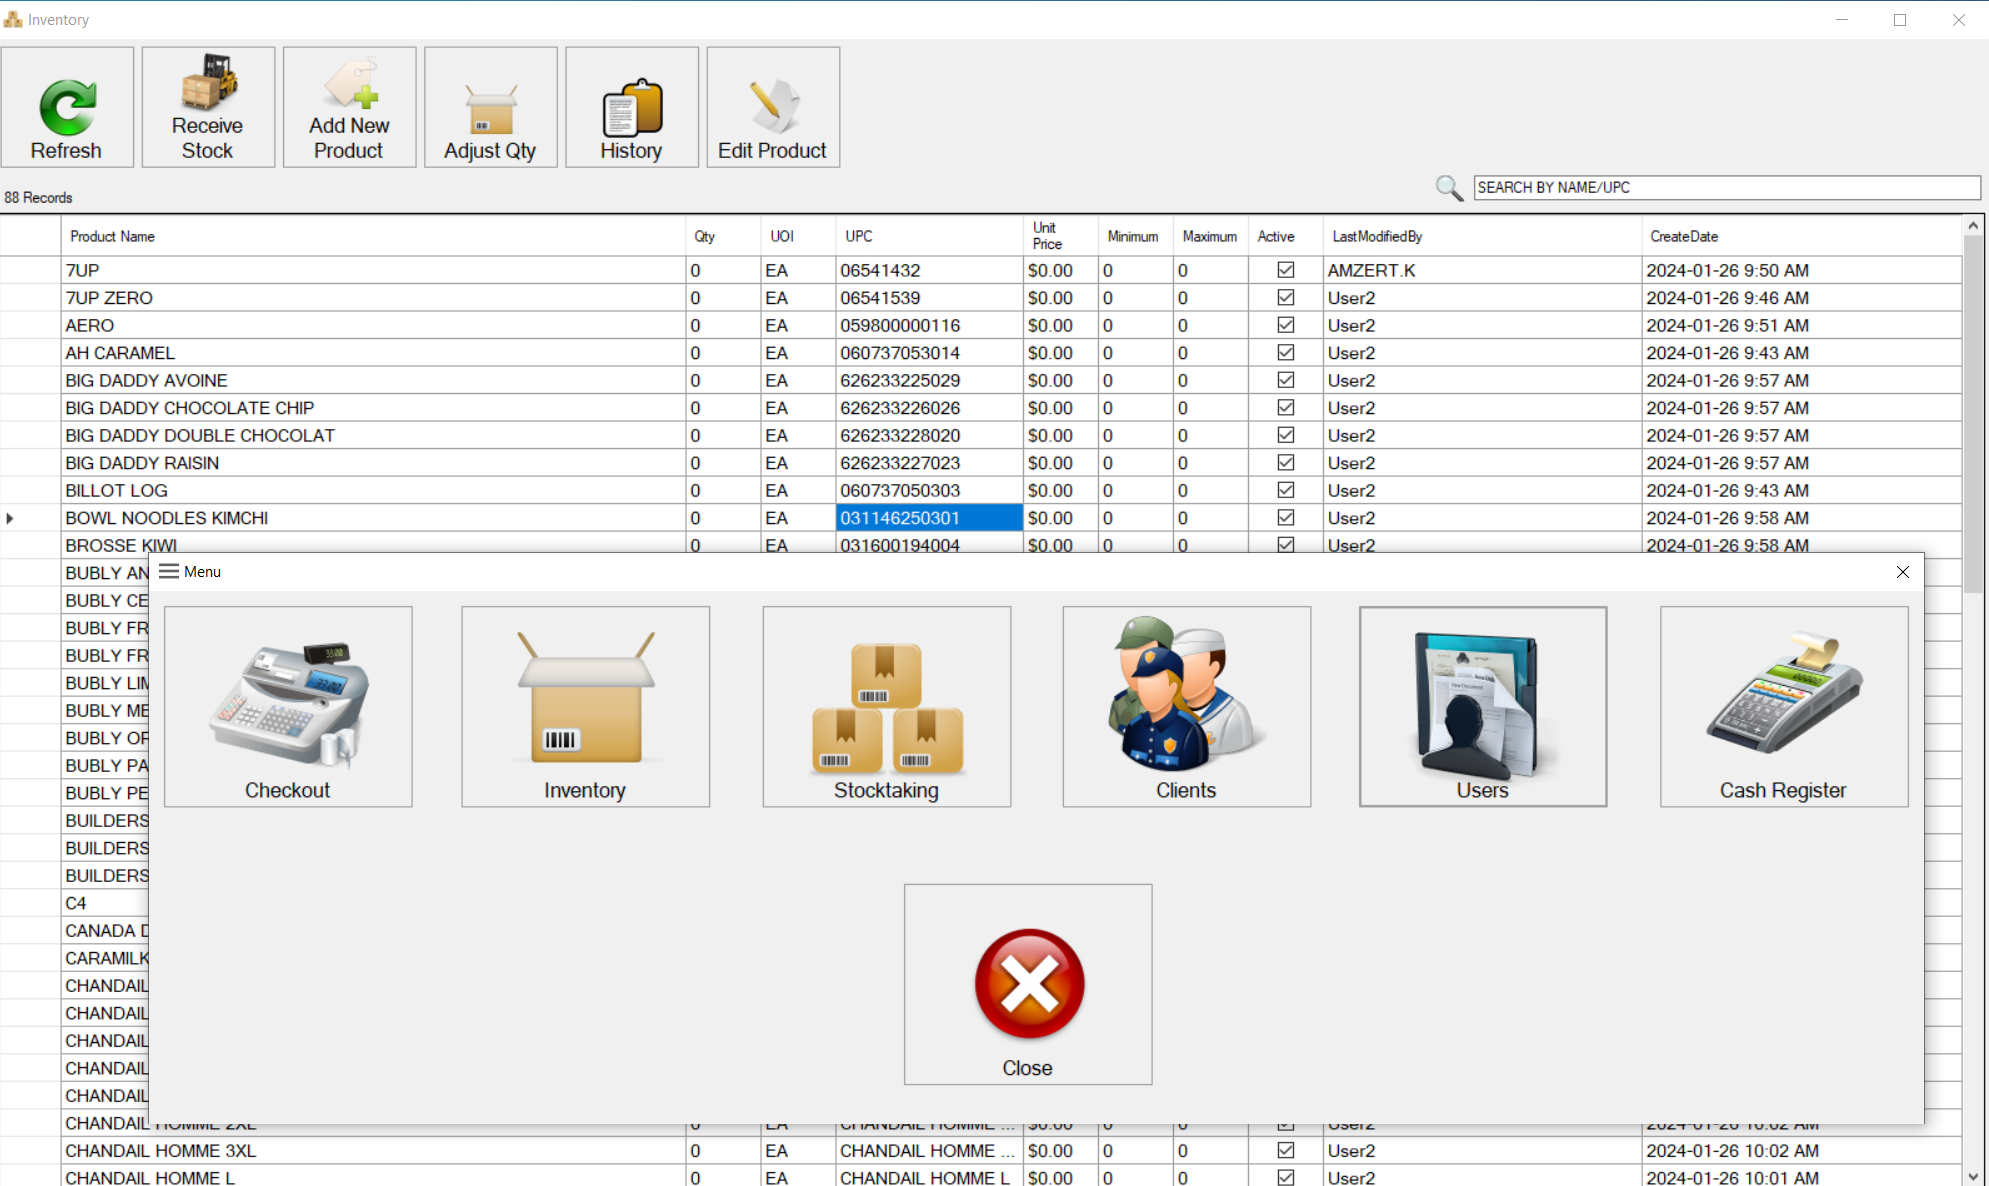 Inventory
Refresh
Receive Stock
Add New Product
Adjust Qty
History
Edit Product
88 Records
SEARCH BY NAME/UPC
Product Name Qty UOI UPC Unit Price Minimum Maximum Active LastModifiedBy CreateDate
7UP 0 EA 06541432 $0.00 0 0 AMZERT.K 2024-01-26 9:50 AM
7UP ZERO 0 EA 06541539 $0.00 0 0 User2 2024-01-26 9:46 AM
AERO 0 EA 059800000116 $0.00 0 0 User2 2024-01-26 9:51 AM
AH CARAMEL 0 EA 060737053014 $0.00 0 0 User2 2024-01-26 9:43 AM
BIG DADDY AVOINE 0 EA 626233225029 $0.00 0 0 User2 2024-01-26 9:57 AM
BIG DADDY CHOCOLATE CHIP 0 EA 626233226026 $0.00 0 0 User2 2024-01-26 9:57 AM
BIG DADDY DOUBLE CHOCOLAT 0 EA 626233228020 $0.00 0 0 User2 2024-01-26 9:57 AM
BIG DADDY RAISIN 0 EA 626233227023 $0.00 0 0 User2 2024-01-26 9:57 AM
BILLOT LOG 0 EA 060737050303 $0.00 0 0 User2 2024-01-26 9:43 AM
BOWL NOODLES KIMCHI 0 EA 031146250301 $0.00 0 0 User2 2024-01-26 9:58 AM
BROSSE KIWI 0 EA 031600194004 $0.00 0 0 User2 2024-01-26 9:58 AM
BUBLY AN
BUBLY CE
BUBLY FR
BUBLY FR
BUBLY LIM
BUBLY ME
BUBLY OR
BUBLY PA
BUBLY PE
BUILDERS
BUILDERS
BUILDERS
C4
CANADA D
CARAMILK
CHANDAIL
CHANDAIL
CHANDAIL
CHANDAIL
CHANDAIL
Menu
Checkout
Inventory
Stocktaking
Clients
Users
Cash Register
Close
CHANDAIL HOMME 2XL 0 EA CHANDAIL HOMME ... $0.00 0 0 User2 2024-01-26 10:02 AM
CHANDAIL HOMME 3XL 0 EA CHANDAIL HOMME ... $0.00 0 0 User2 2024-01-26 10:02 AM
CHANDAIL HOMME L 0 EA CHANDAIL HOMME L $0.00 0 0 User2 2024-01-26 10:01 AM